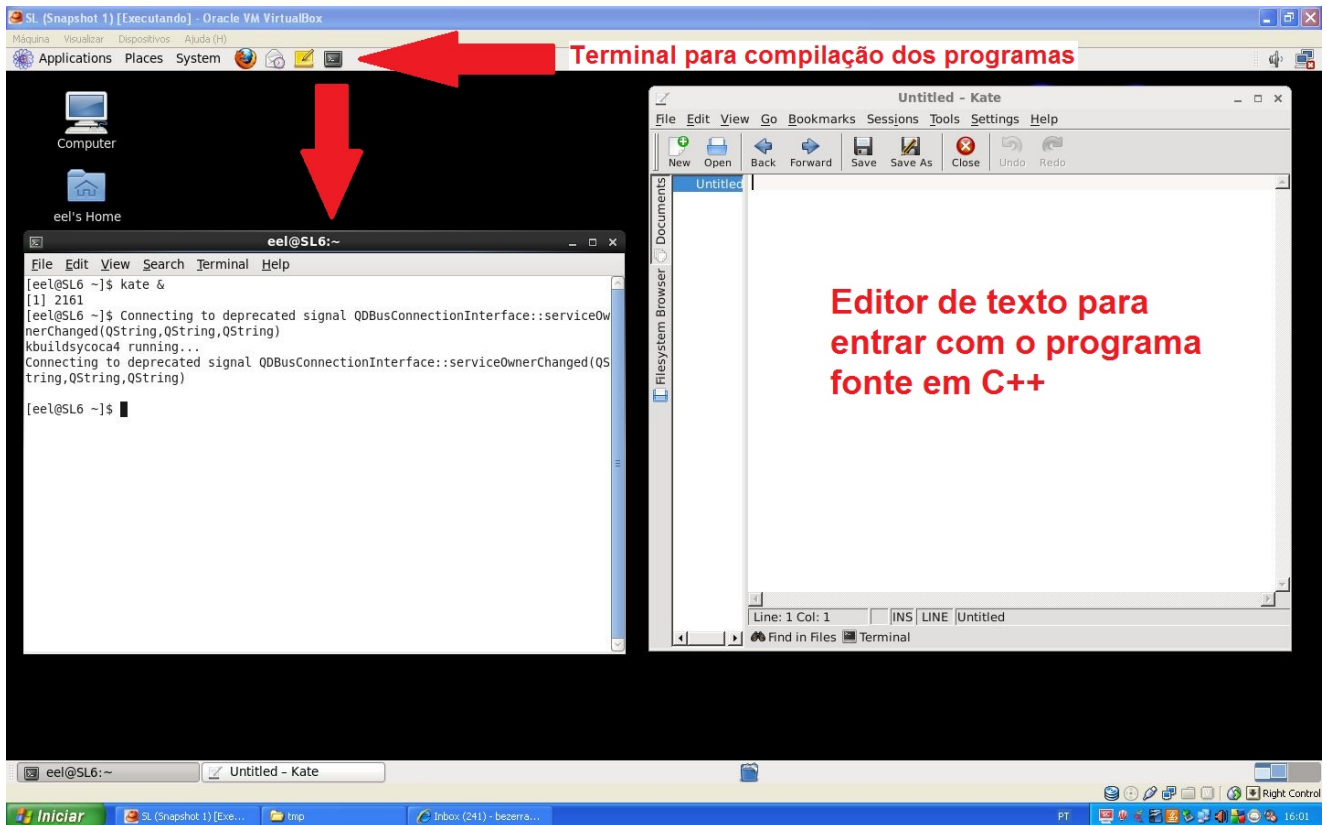 SL (Snapshot 1) [Executando] - Oracle VM VirtualBox
Máquina Visualizar Dispositivos Ajuda (H)
Applications Places System
Terminal para compilação dos programas
Computer
eel's Home
eel@SL6:~
File Edit View Search Terminal Help
[eel@SL6 ~]$ kate &
[1] 2161
[eel@SL6 ~]$ Connecting to deprecated signal QDBusConnectionInterface::serviceOw
nerChanged(QString,QString,QString)
kbuildsycoca4 running...
Connecting to deprecated signal QDBusConnectionInterface::serviceOwnerChanged(QS
tring,QString,QString)
[eel@SL6 ~]$
Untitled – Kate
File Edit View Go Bookmarks Sessions Tools Settings Help
New Open Back Forward Save Save As Close Undo Redo
Documents
Filesystem Browser
Untitled
Editor de texto para
entrar com o programa
fonte em C++
Line: 1 Col: 1 INS LINE Untitled
Find in Files Terminal
eel@SL6:~ Untitled – Kate
Right Control
Iniciar SL (Snapshot 1) [Exe... tmp Inbox (241) - bezerra... PT 16:01